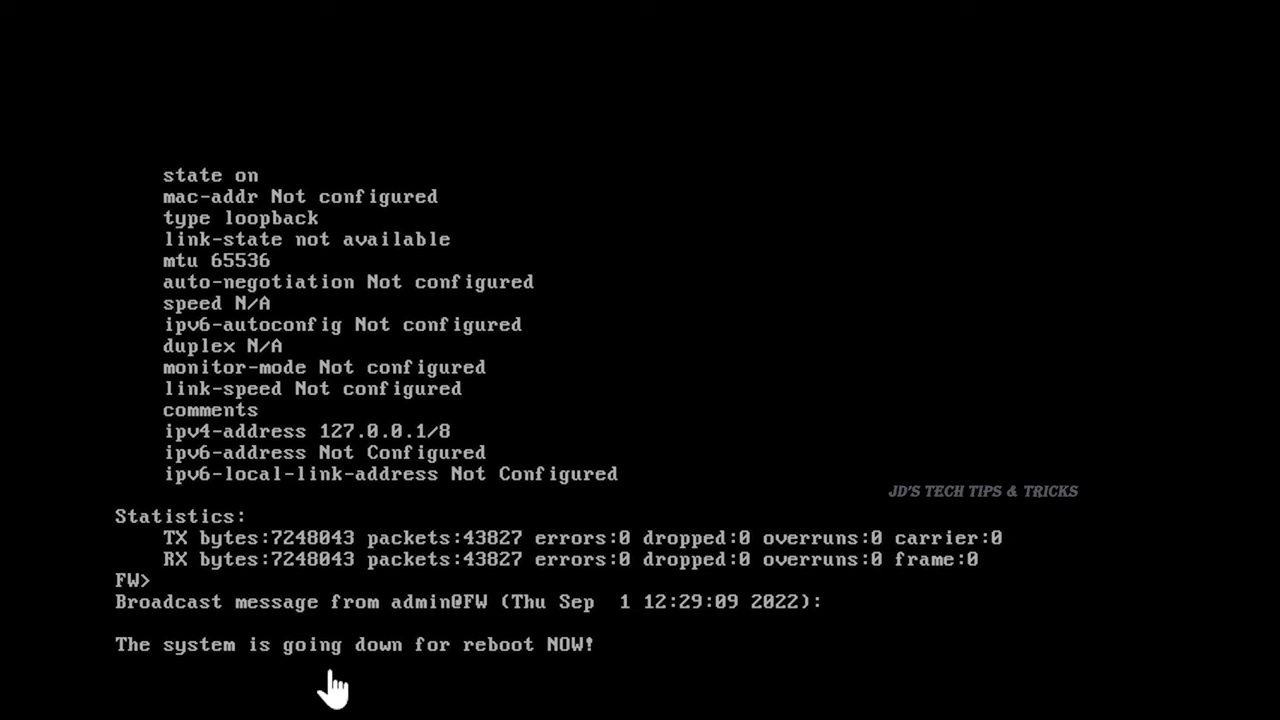 state on
mac-addr Not configured
type loopback
link-state not available
mtu 65536
auto-negotiation Not configured
speed N/A
ipv6-autoconfig Not configured
duplex N/A
monitor-mode Not configured
link-speed Not configured
comments
ipv4-address 127.0.0.1/8
ipv6-address Not Configured
ipv6-local-link-address Not Configured
JD'S TECH TIPS & TRICKS
Statistics:
TX bytes:7248043 packets:43827 errors:0 dropped:0 overruns:0 carrier:0
RX bytes:7248043 packets:43827 errors:0 dropped:0 overruns:0 frame:0
FW>
Broadcast message from admin@FW (Thu Sep  1 12:29:09 2022):
The system is going down for reboot NOW!